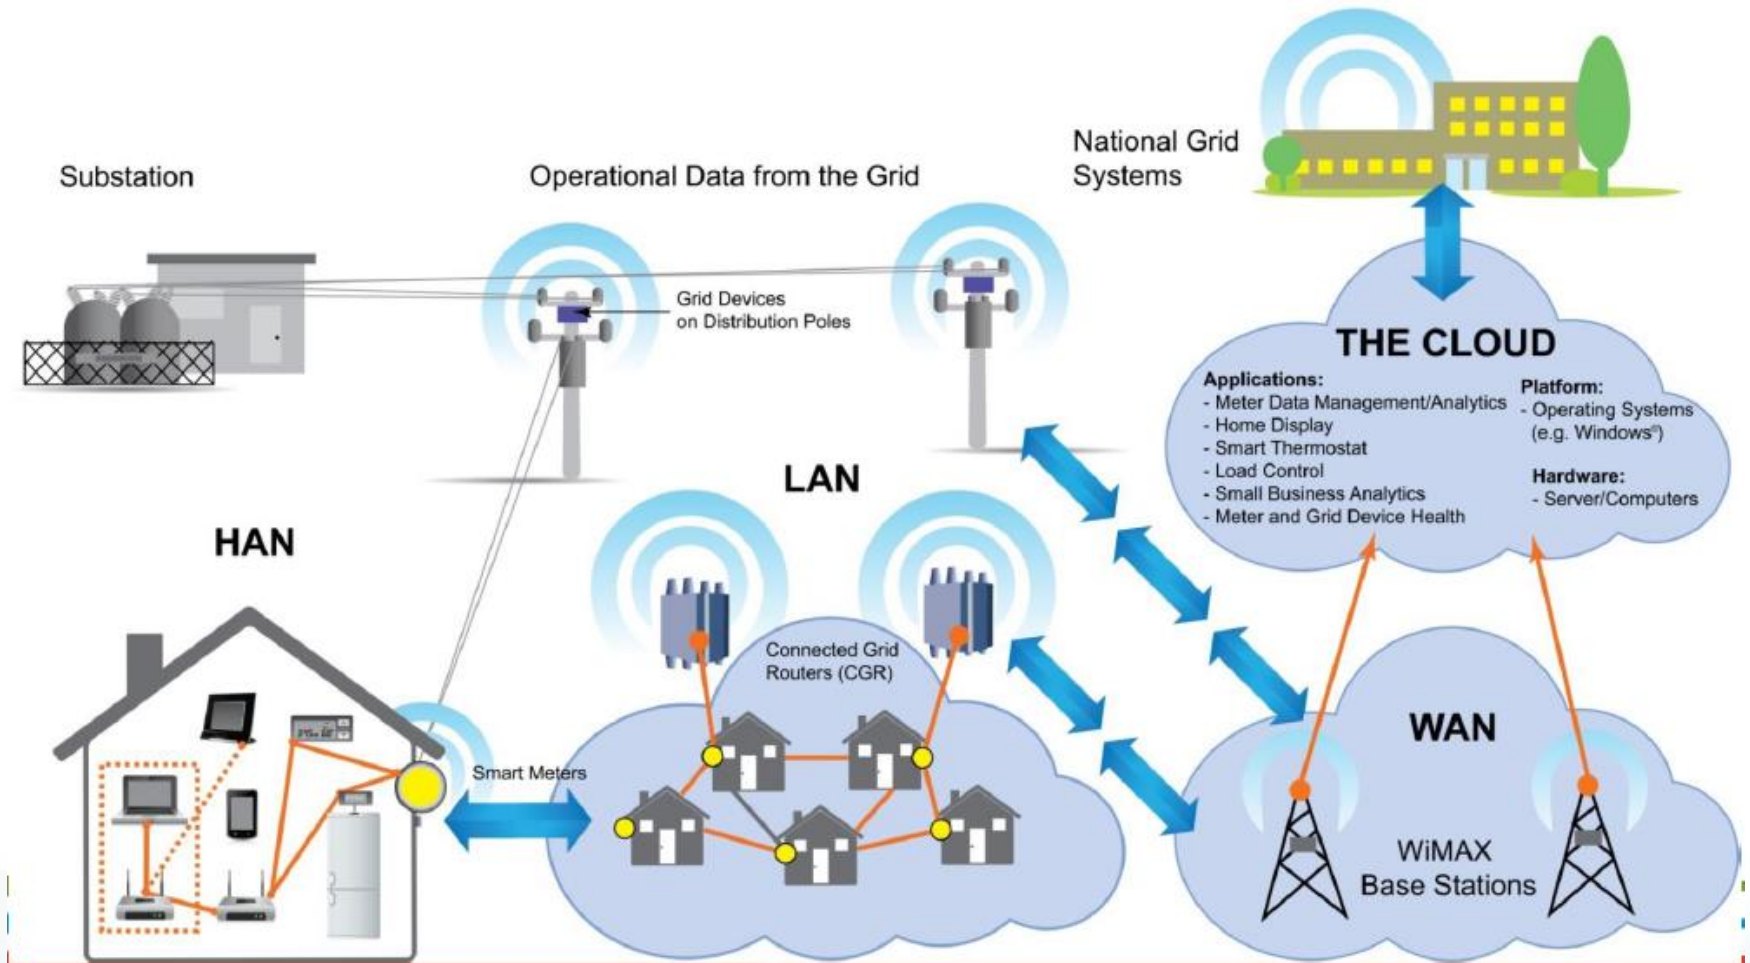 Substation
Operational Data from the Grid
National Grid
Systems
Grid Devices
on Distribution Poles
THE CLOUD
Applications:
- Meter Data Management/Analytics
- Home Display
- Smart Thermostat
- Load Control
- Small Business Analytics
- Meter and Grid Device Health
Platform:
- Operating Systems
(e.g. Windows®)
Hardware:
- Server/Computers
HAN
LAN
Connected Grid
Routers (CGR)
Smart Meters
WAN
WiMAX
Base Stations